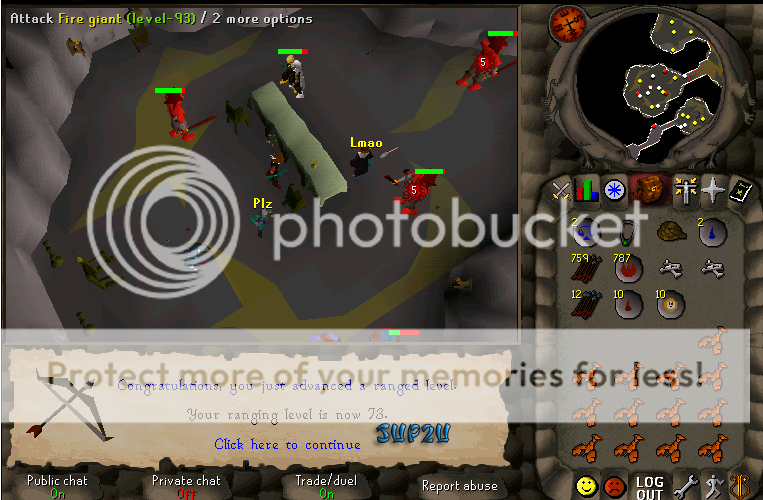 Attack Fire giant (level-93) / 2 more options
5
Lmao
5
Plz
photobucket
2
2
759
787
12
10
10
Protect more of your memories for less!
Congratulations, you just advanced a ranged level.
Your ranging level is now 73.
Click here to continue
SUP2U
Public chat
On
Private chat
Off
Trade/duel
On
Report abuse
LOG
OUT